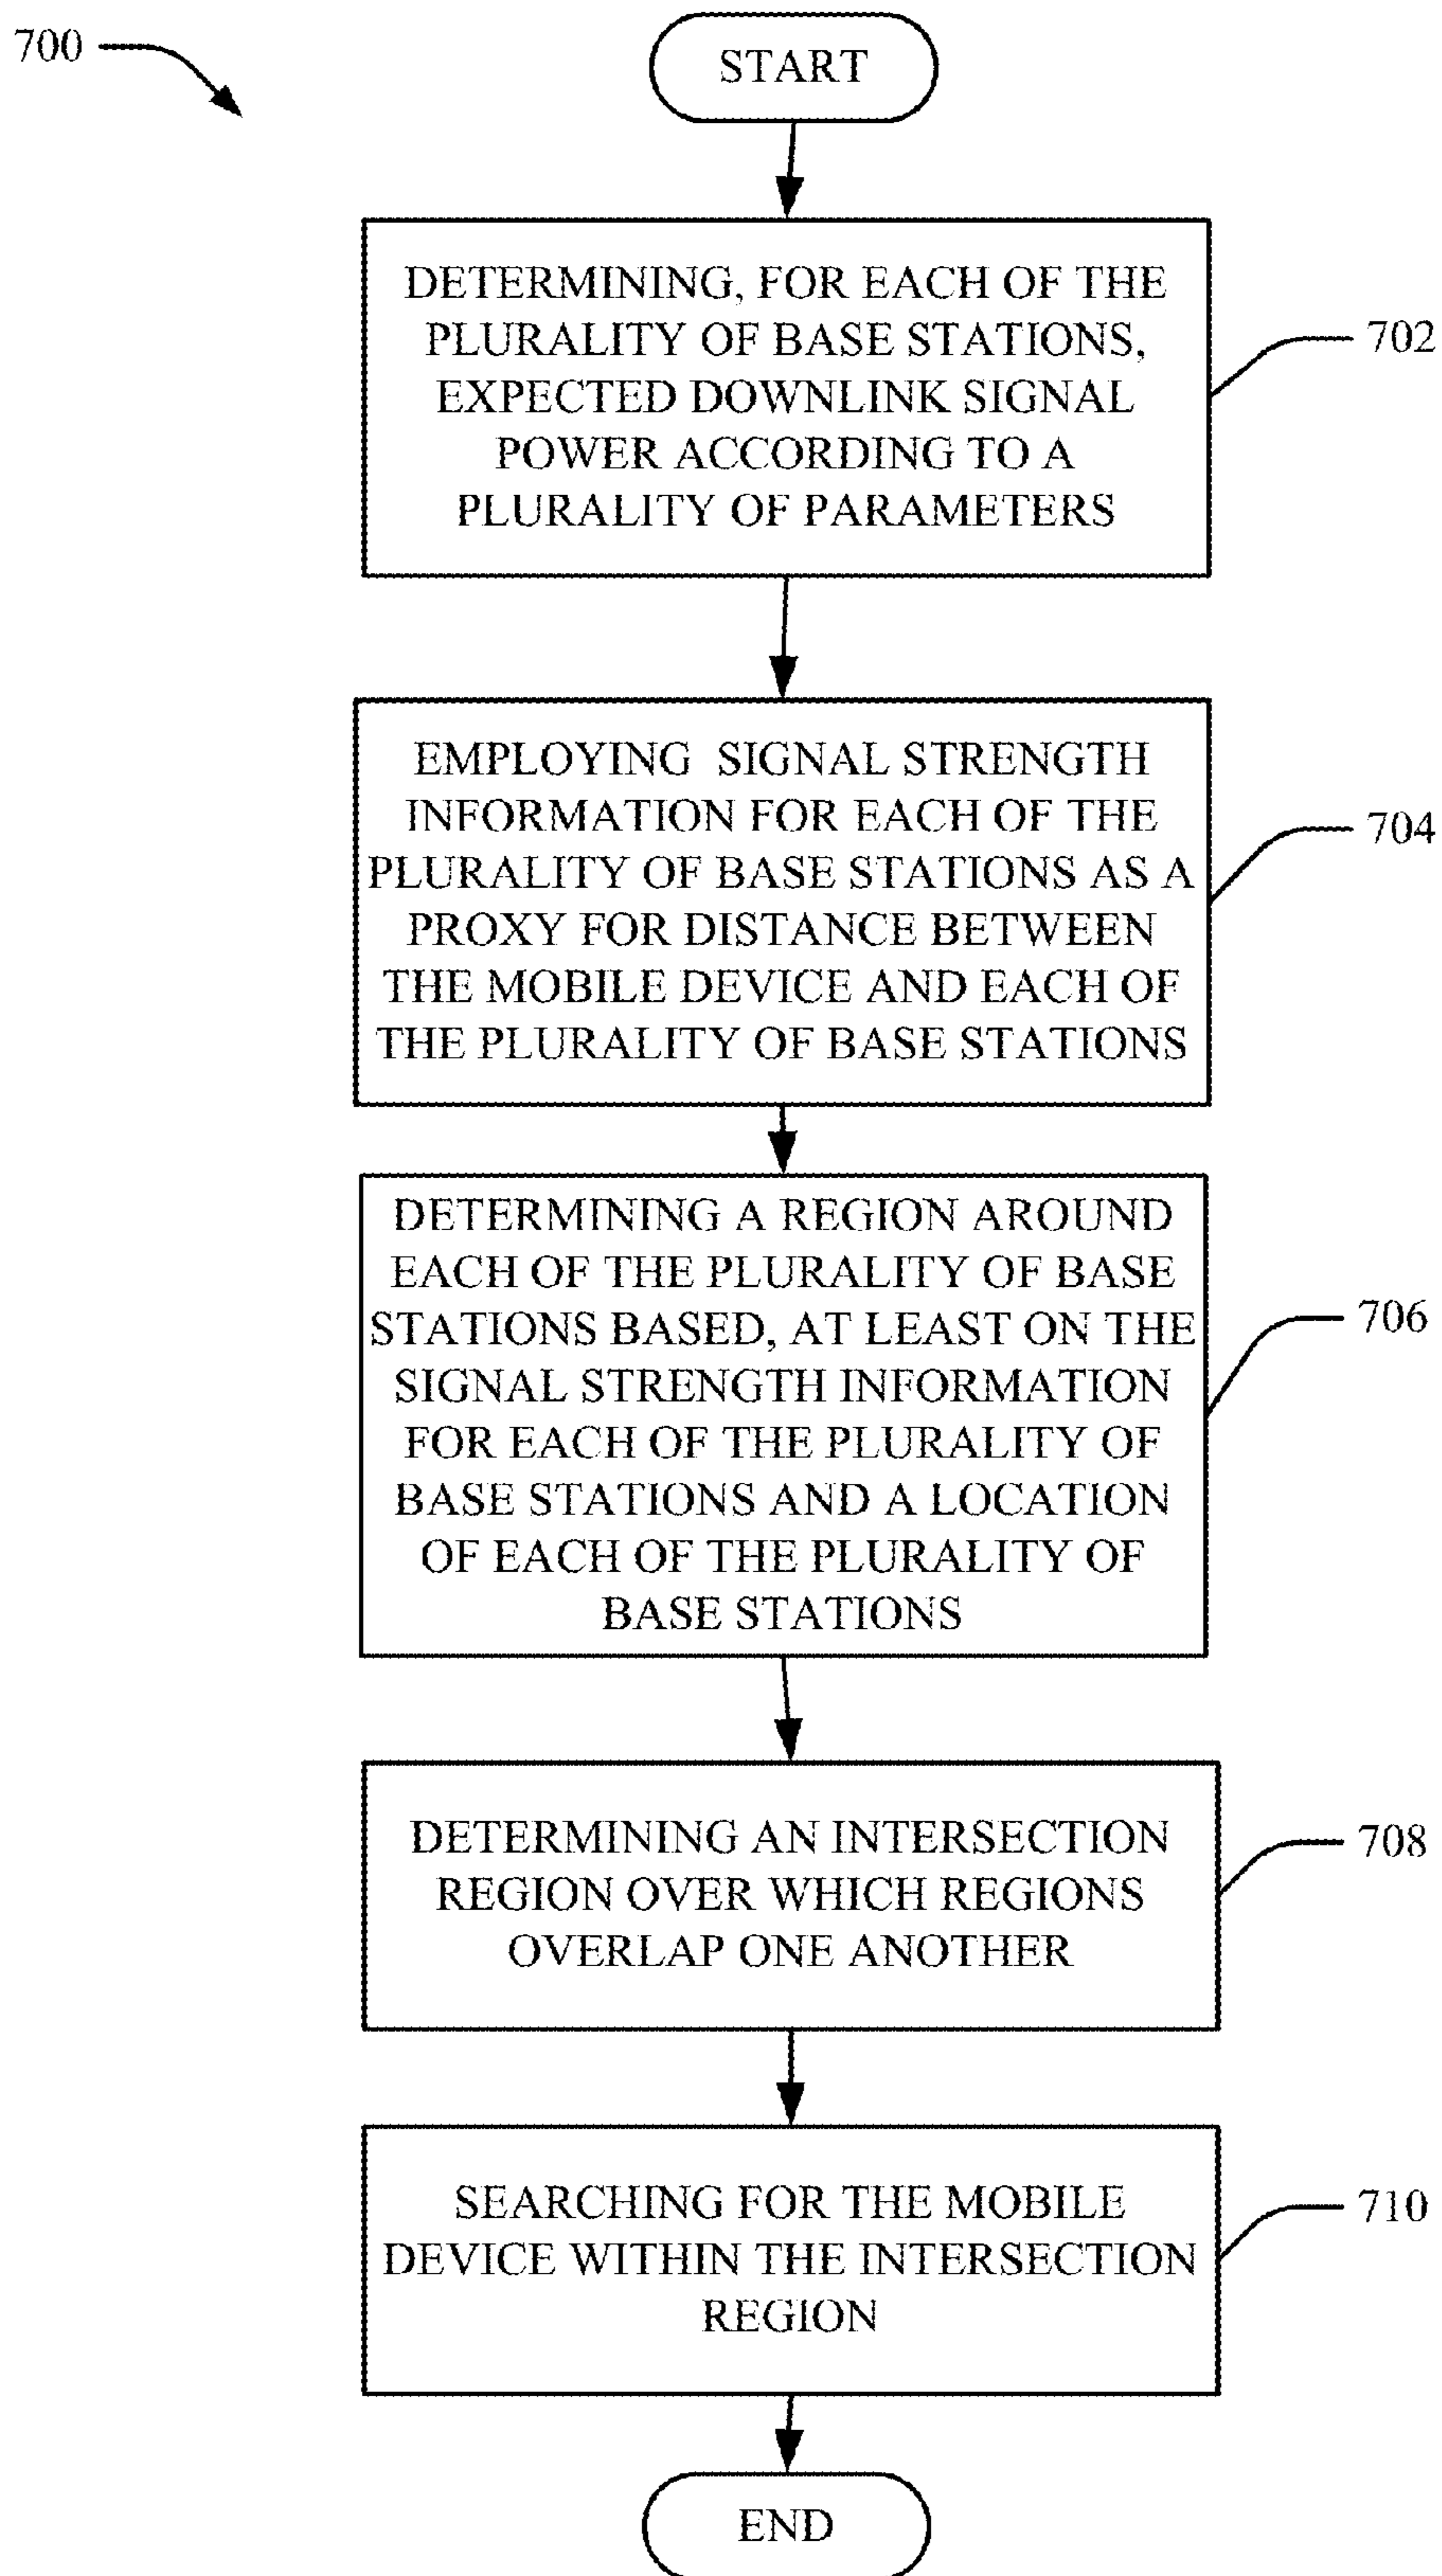 700
START
DETERMINING, FOR EACH OF THE
PLURALITY OF BASE STATIONS,
EXPECTED DOWNLINK SIGNAL
POWER ACCORDING TO A
PLURALITY OF PARAMETERS
702
EMPLOYING SIGNAL STRENGTH
INFORMATION FOR EACH OF THE
PLURALITY OF BASE STATIONS AS A
PROXY FOR DISTANCE BETWEEN
THE MOBILE DEVICE AND EACH OF
THE PLURALITY OF BASE STATIONS
704
DETERMINING A REGION AROUND
EACH OF THE PLURALITY OF BASE
STATIONS BASED, AT LEAST ON THE
SIGNAL STRENGTH INFORMATION
FOR EACH OF THE PLURALITY OF
BASE STATIONS AND A LOCATION
OF EACH OF THE PLURALITY OF
BASE STATIONS
706
DETERMINING AN INTERSECTION
REGION OVER WHICH REGIONS
OVERLAP ONE ANOTHER
708
SEARCHING FOR THE MOBILE
DEVICE WITHIN THE INTERSECTION
REGION
710
END